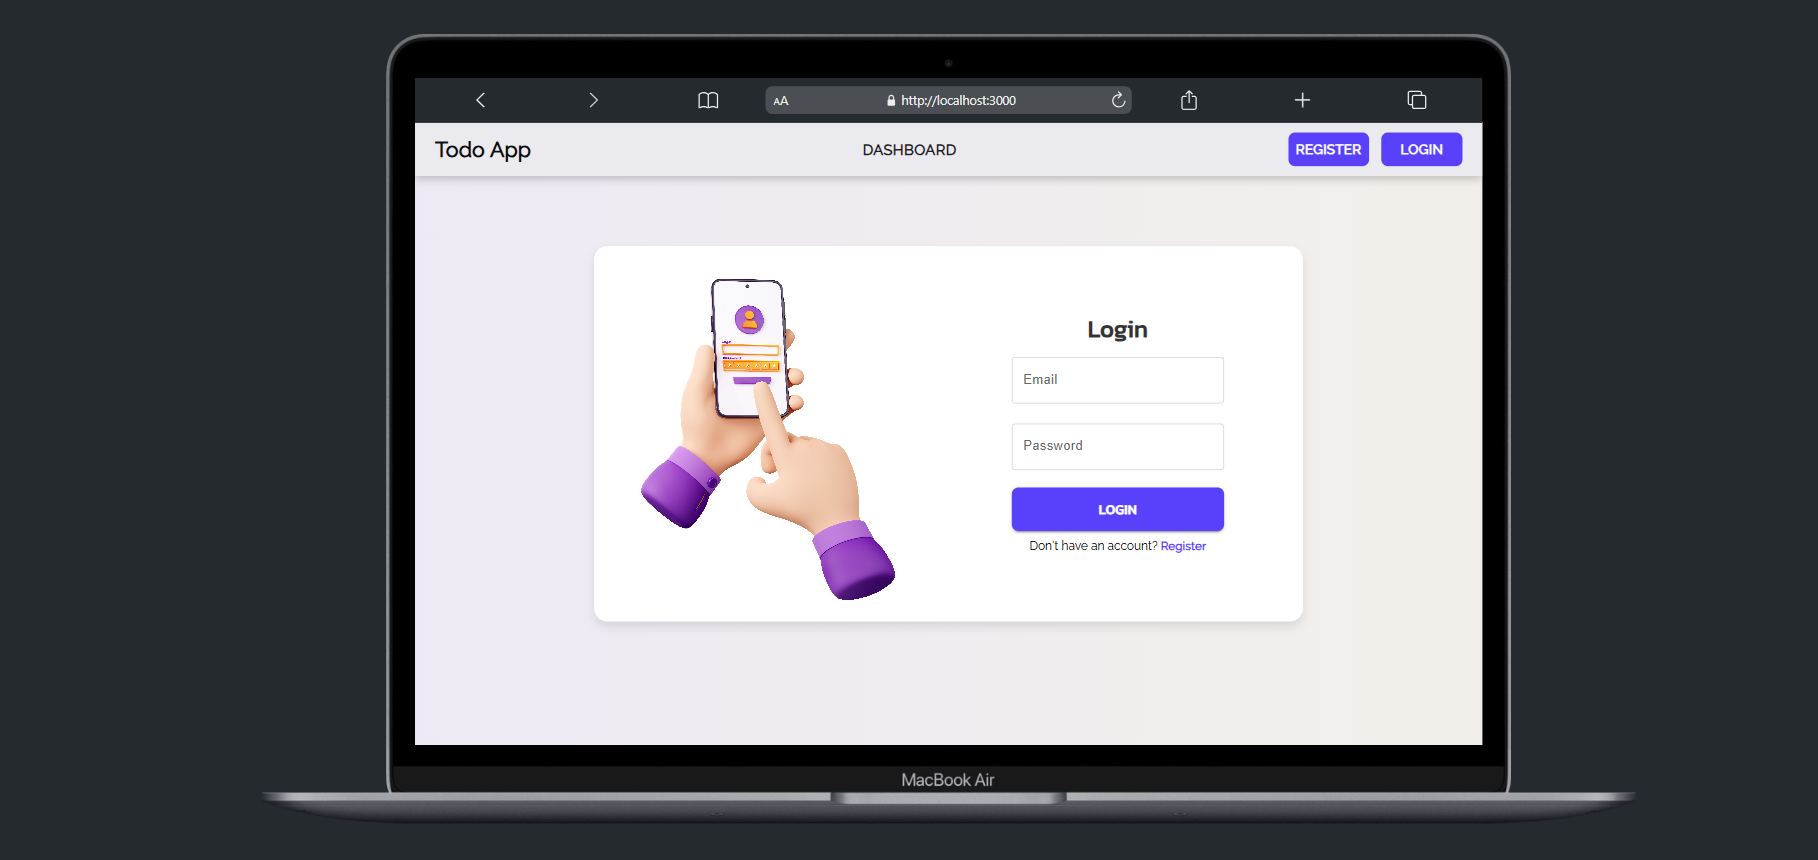 AA
http://localhost:3000
Todo App
DASHBOARD
REGISTER
LOGIN
Login
Email
Password
LOGIN
Don't have an account? Register
MacBook Air